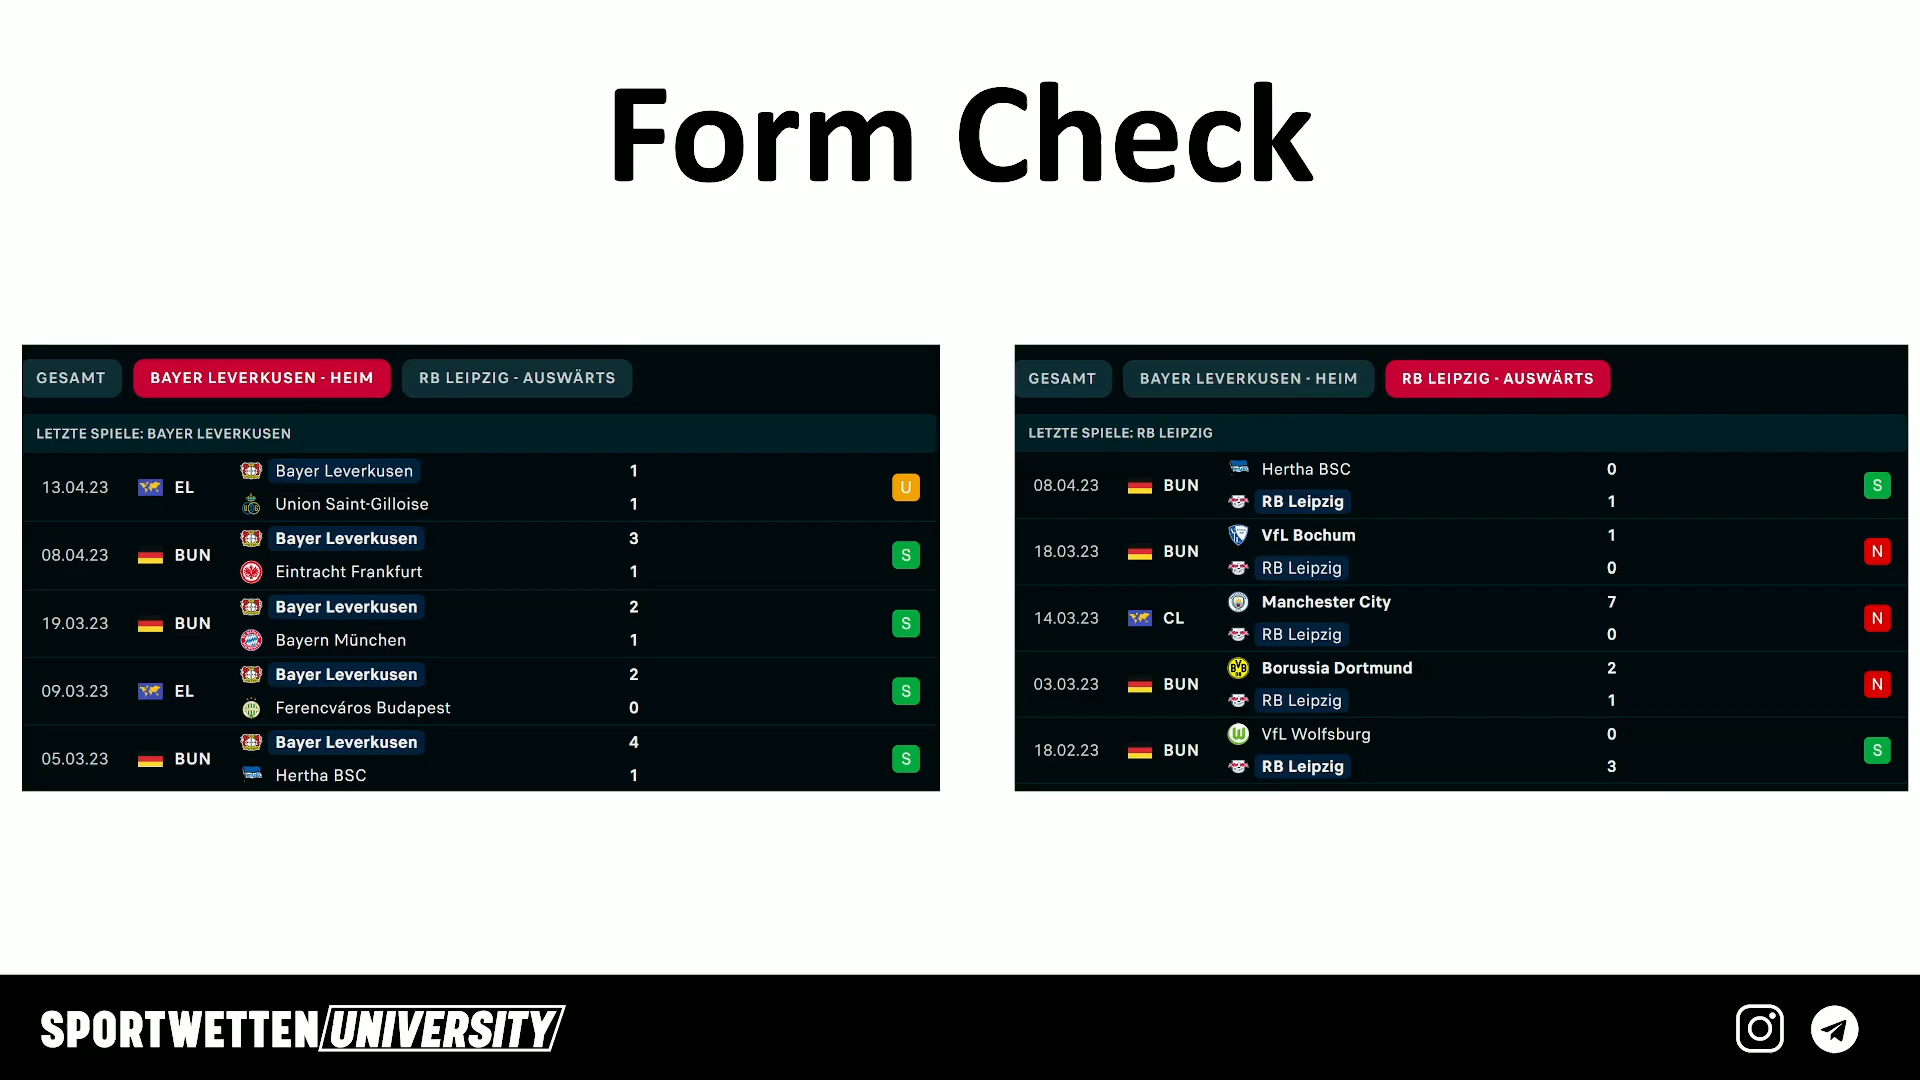 Form Check
GESAMT BAYER LEVERKUSEN - HEIM RB LEIPZIG - AUSWÄRTS
LETZTE SPIELE: BAYER LEVERKUSEN
13.04.23 EL Bayer Leverkusen 1 U
Union Saint-Gilloise 1
08.04.23 BUN Bayer Leverkusen 3 S
Eintracht Frankfurt 1
19.03.23 BUN Bayer Leverkusen 2 S
Bayern München 1
09.03.23 EL Bayer Leverkusen 2 S
Ferencváros Budapest 0
05.03.23 BUN Bayer Leverkusen 4 S
Hertha BSC 1
GESAMT BAYER LEVERKUSEN - HEIM RB LEIPZIG - AUSWÄRTS
LETZTE SPIELE: RB LEIPZIG
08.04.23 BUN Hertha BSC 0 S
RB Leipzig 1
18.03.23 BUN VfL Bochum 1 N
RB Leipzig 0
14.03.23 CL Manchester City 7 N
RB Leipzig 0
03.03.23 BUN Borussia Dortmund 2 N
RB Leipzig 1
18.02.23 BUN VfL Wolfsburg 0 S
RB Leipzig 3
SPORTWETTEN UNIVERSITY